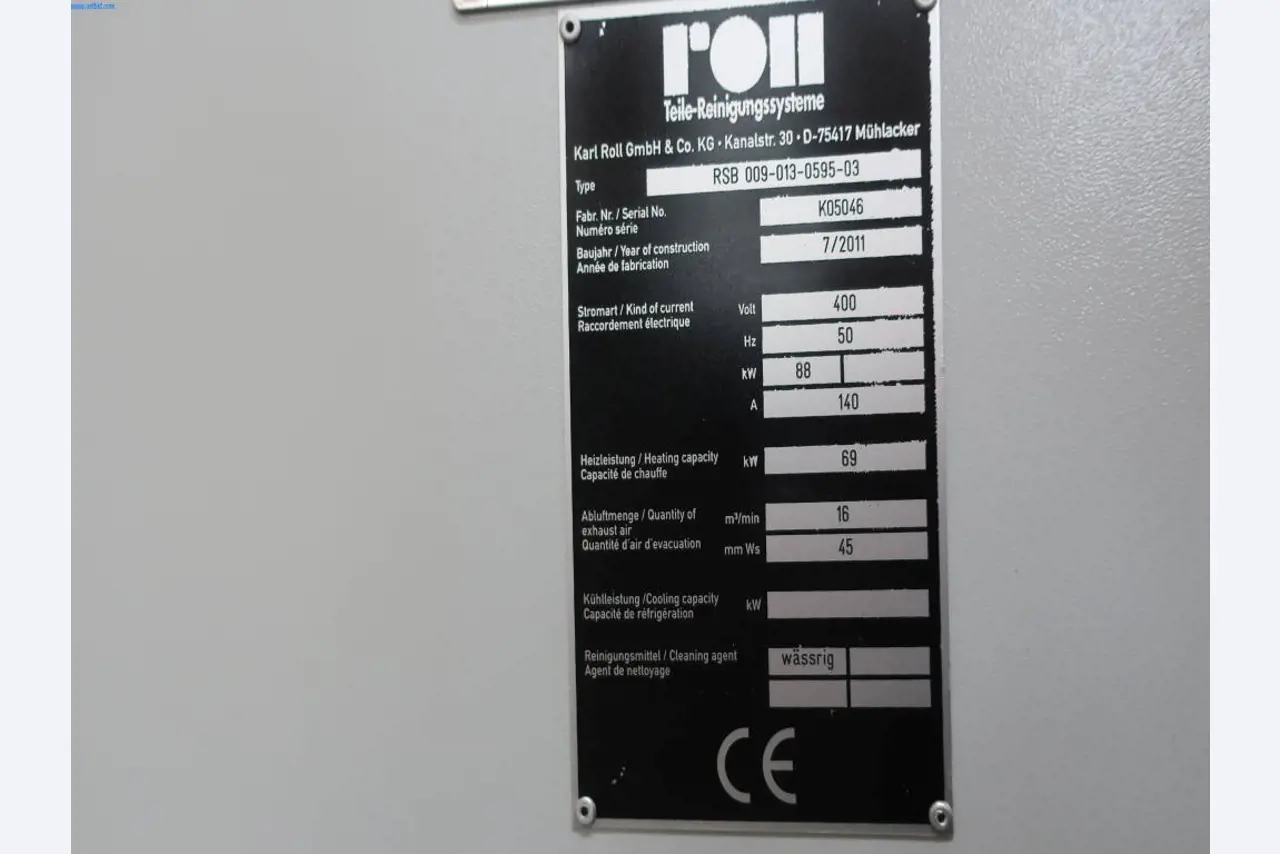 roll
Teile-Reinigungssysteme
Karl Roll GmbH & Co. KG · Kanalstr. 30 · D-75417 Mühlacker
Type RSB 009-013-0595-03
Fabr. Nr. / Serial No. K05046
Numéro série
Baujahr / Year of construction 7/2011
Année de fabrication
Stromart / Kind of current Volt 400
Raccordement électrique
Hz 50
kW 88
A 140
Heizleistung / Heating capacity kW 69
Capacité de chauffe
Abluftmenge / Quantity of m³/min 16
exhaust air
Quantité d'air d'evacuation mm Ws 45
Kühlleistung /Cooling capacity kW
Capacité de réfrigération
Reinigungsmittel / Cleaning agent wässrig
Agent de nettoyage
CE